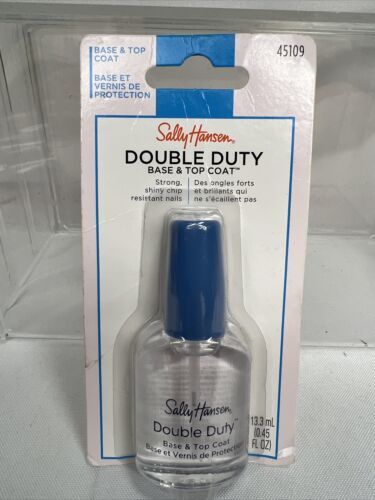 BASE & TOP
COAT
BASE ET
VERNIS DE
PROTECTION
45109
Sally Hansen®
DOUBLE DUTY
BASE & TOP COAT™
Strong,
shiny chip
resistant nails
Des ongles forts
et brillants qui
ne s'écaillent pas
Sally Hansen®
Double Duty™
Base & Top Coat
Base et Vernis de Protection
13.3 mL
(0.45
FL OZ)